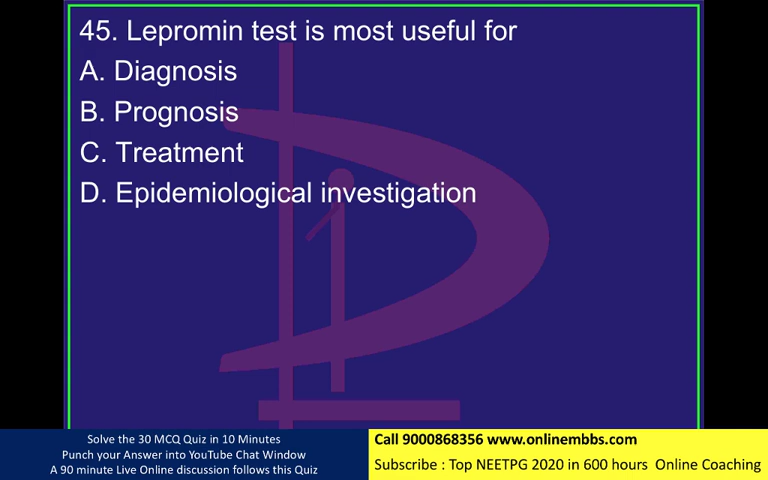 45. Lepromin test is most useful for
A. Diagnosis
B. Prognosis
C. Treatment
D. Epidemiological investigation
Solve the 30 MCQ Quiz in 10 Minutes
Punch your Answer into YouTube Chat Window
A 90 minute Live Online discussion follows this Quiz
Call 9000868356 www.onlinembbs.com
Subscribe : Top NEETPG 2020 in 600 hours Online Coaching